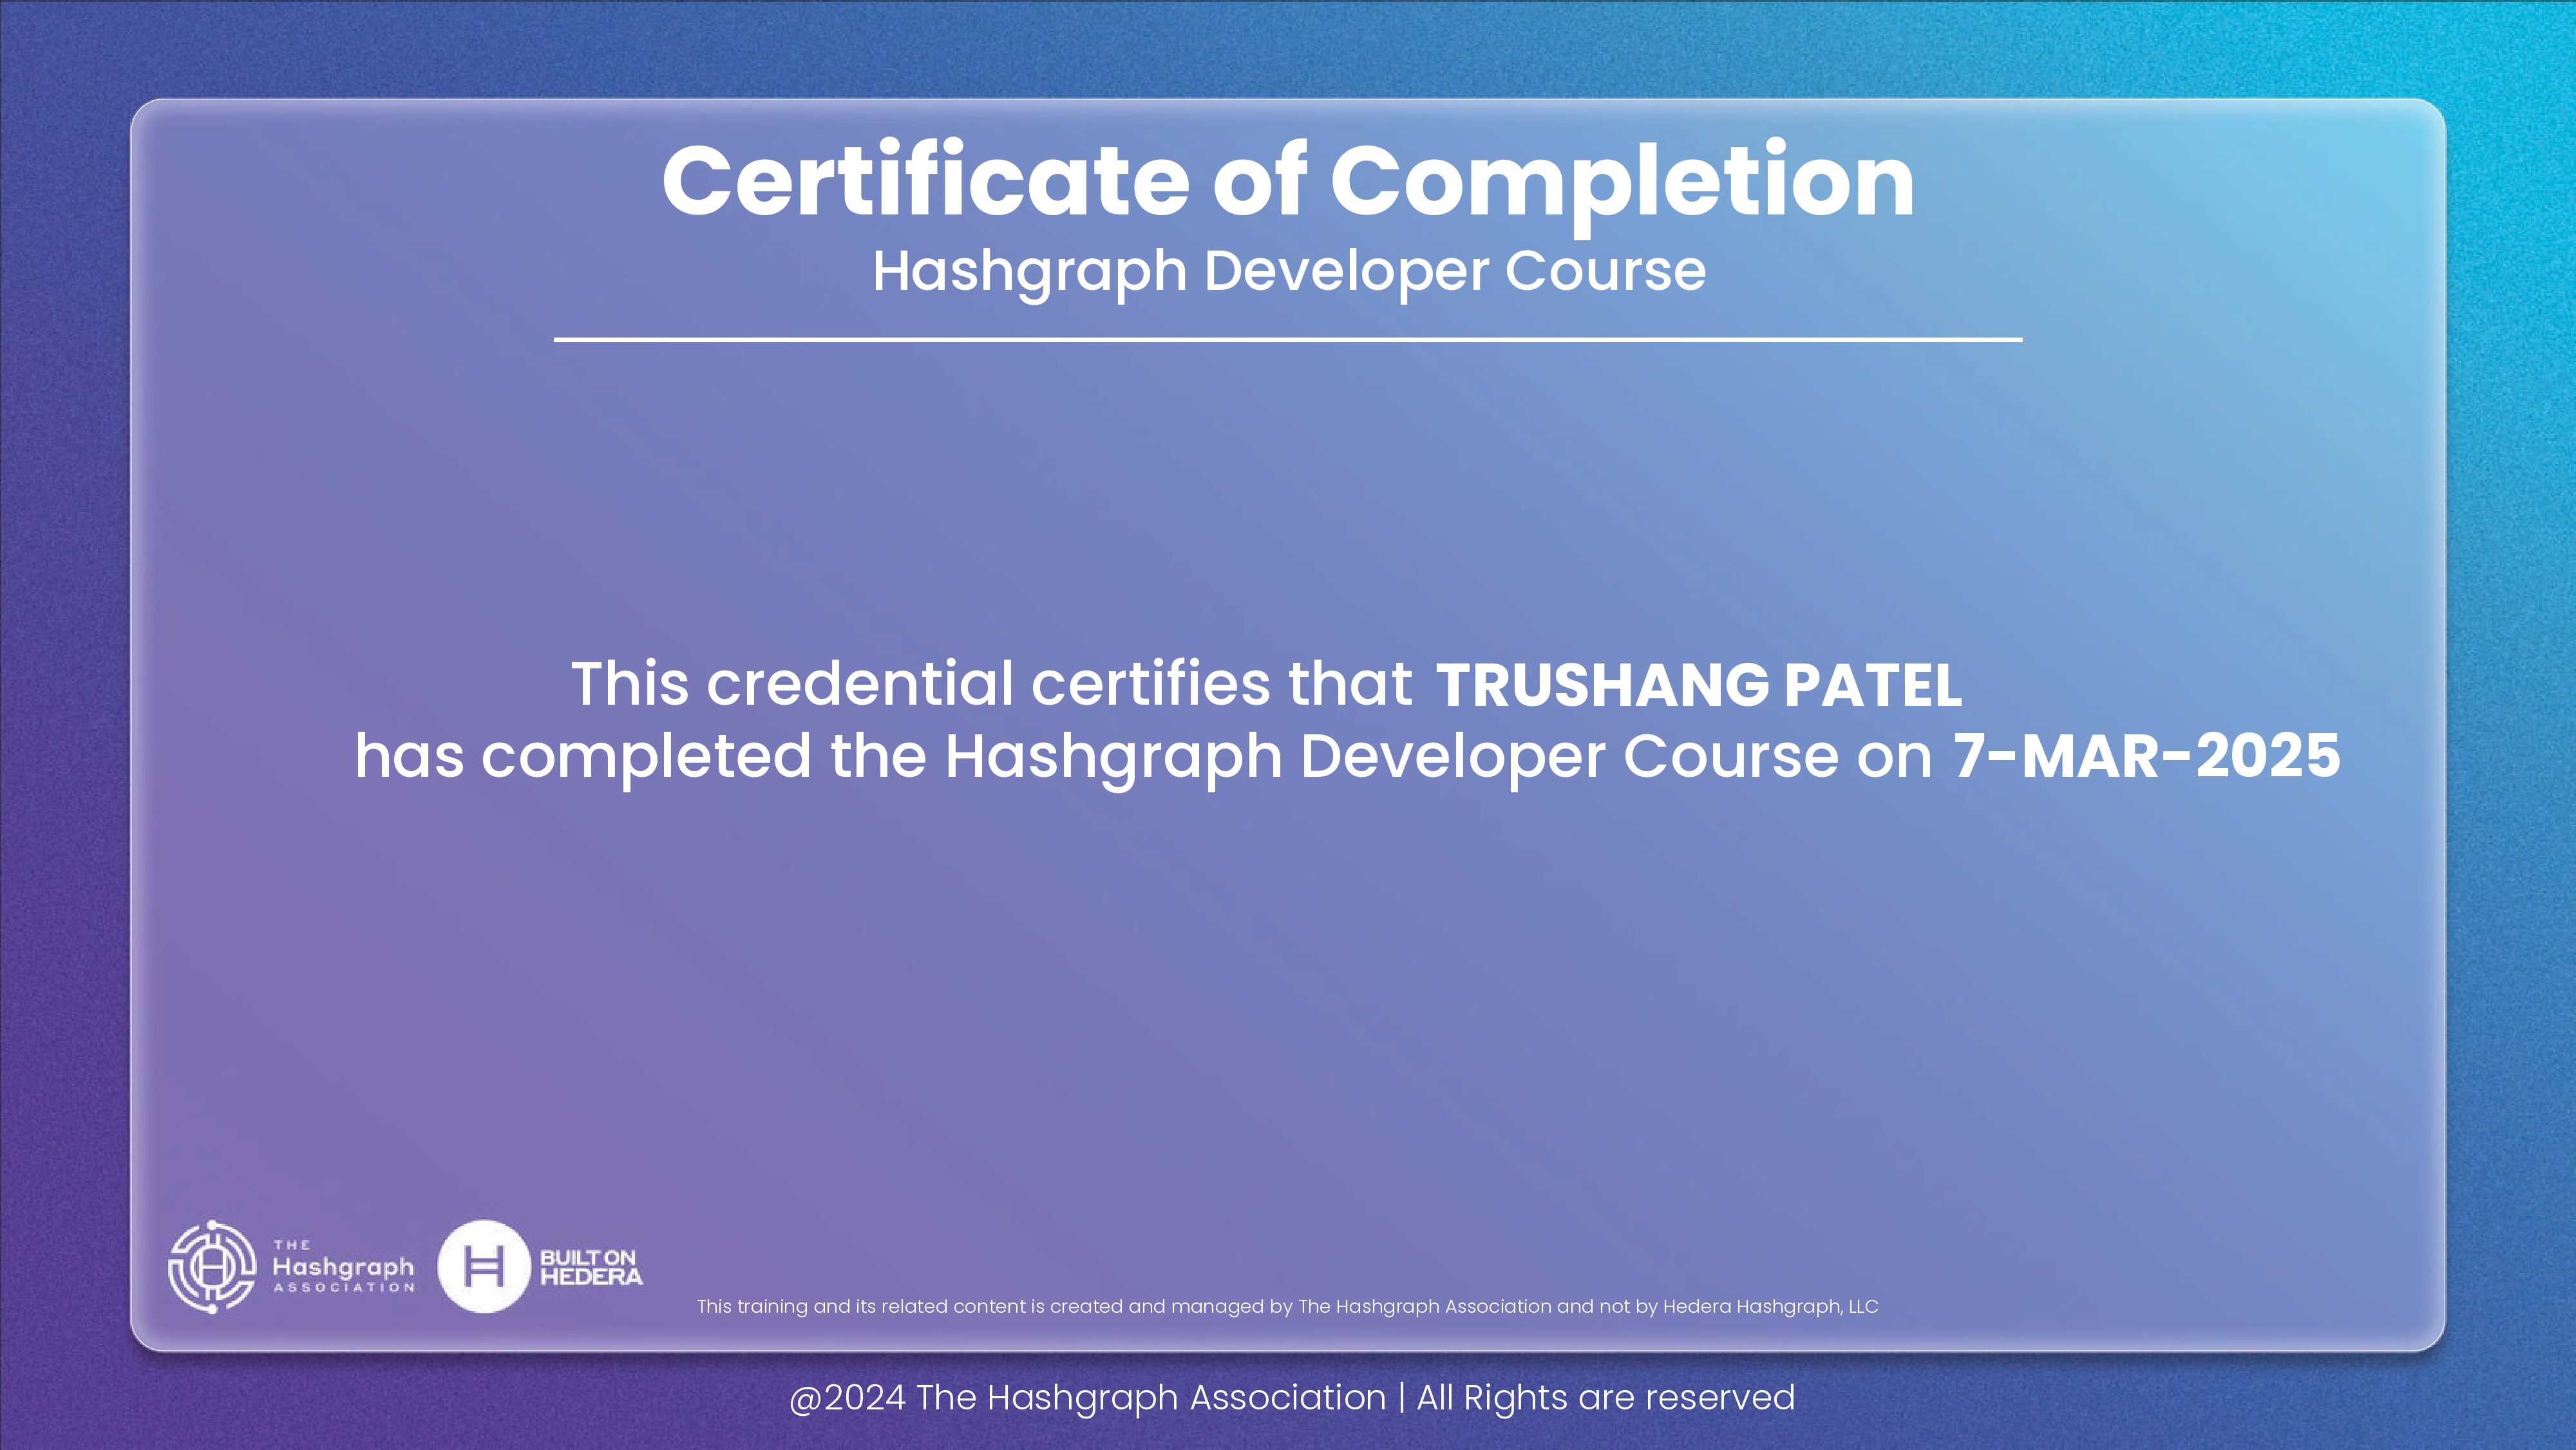 Certificate of Completion
Hashgraph Developer Course
This credential certifies that TRUSHANG PATEL
has completed the Hashgraph Developer Course on 7-MAR-2025
THE
Hashgraph
ASSOCIATION
BUILT ON
HEDERA
This training and its related content is created and managed by The Hashgraph Association and not by Hedera Hashgraph, LLC
@2024 The Hashgraph Association | All Rights are reserved